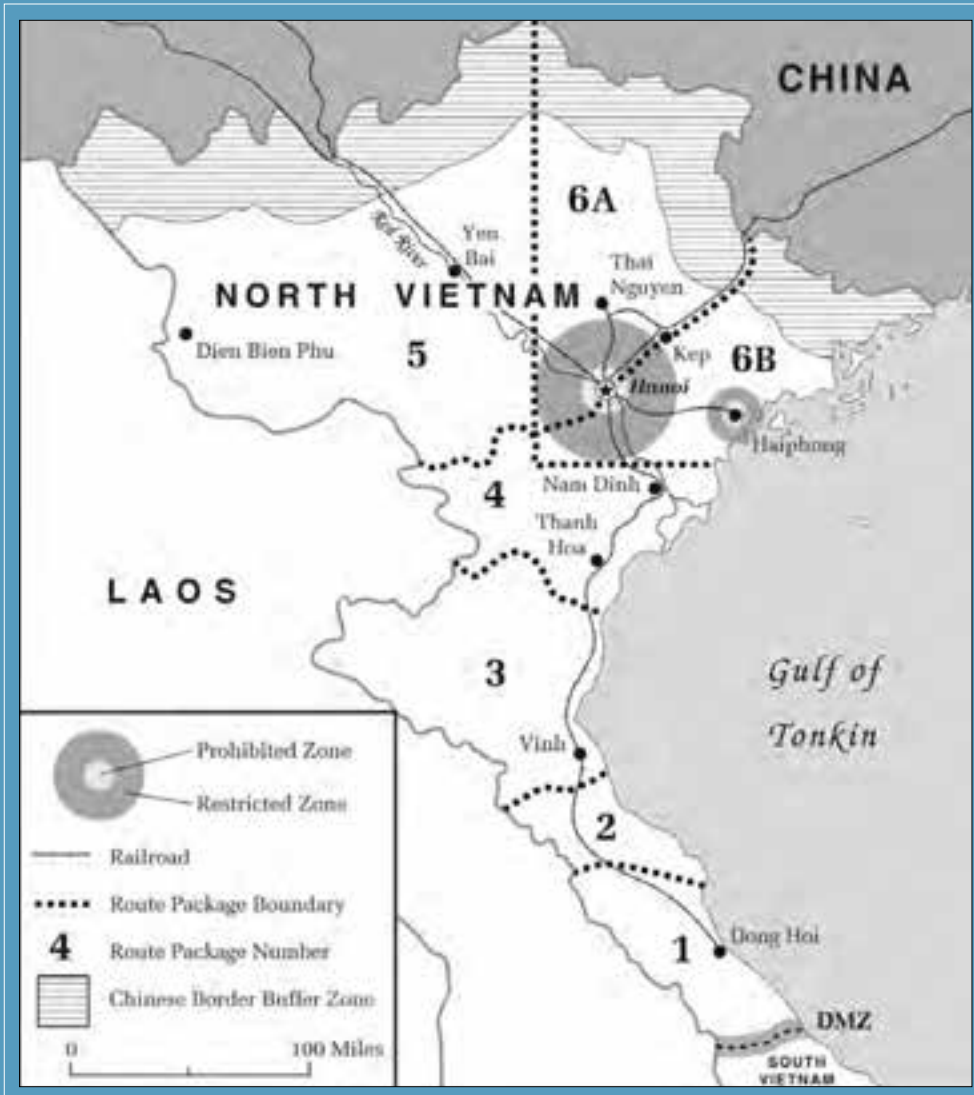 CHINA
6A
Red River
Yen
Bai
Thai
Nguyen
NORTH VIETNAM
Dien Bien Phu
5
Kep
6B
Hanoi
Haiphong
4
Nam Dinh
Thanh
Hoa
LAOS
3
Gulf of
Tonkin
Vinh
2
1
Dong Hoi
DMZ
SOUTH
VIETNAM
Prohibited Zone
Restricted Zone
Railroad
Route Package Boundary
4 Route Package Number
Chinese Border Buffer Zone
0 100 Miles